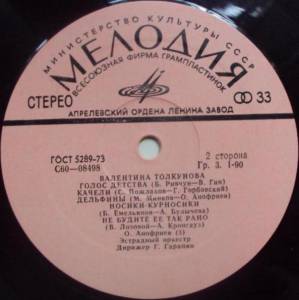 МИНИСТЕРСТВО КУЛЬТУРЫ СССР
МЕЛОДИЯ
ВСЕСОЮЗНАЯ ФИРМА ГРАМПЛАСТИНОК
СТЕРЕО 33
АПРЕЛЕВСКИЙ ОРДЕНА ЛЕНИНА ЗАВОД
ГОСТ 5289-73 2 сторона
С60—08498 Гр. 3. 1-90
ВАЛЕНТИНА ТОЛКУНОВА
ГОЛОС ДЕТСТВА (Б. Ривчун—В. Гин)
КАЧЕЛИ (С. Пожлаков—Г. Горбовский)
ДЕЛЬФИНЫ (М. Минков—О. Анофриев)
НОСИКИ-КУРНОСИКИ
(Б. Емельянов—А. Булычева)
НЕ БУДИТЕ ЕЕ ТАК РАНО
(В. Лозовой—А. Кронгауз)
О. Анофриев (3)
Эстрадный оркестр
Дирижер Г. Гаранян